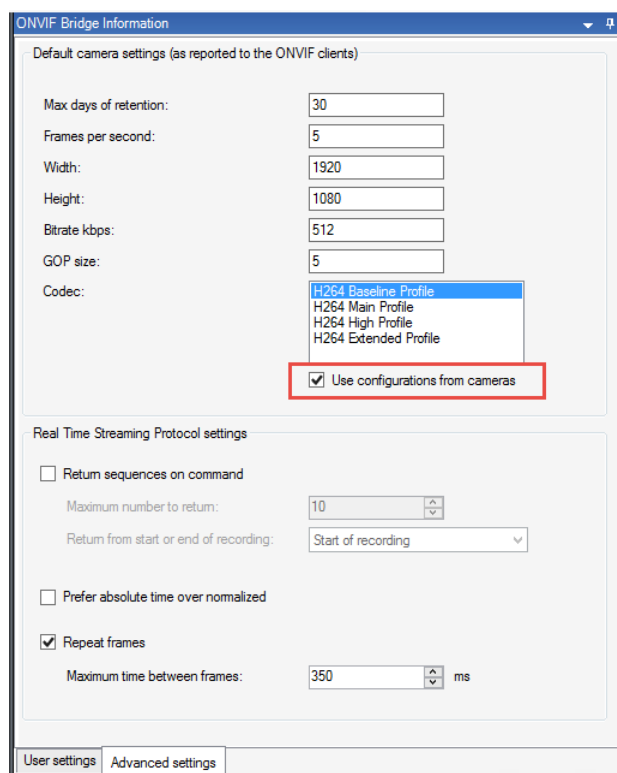 ONVIF Bridge Information
Default camera settings (as reported to the ONVIF clients)
Max days of retention: 30
Frames per second: 5
Width: 1920
Height: 1080
Bitrate kbps: 512
GOP size: 5
Codec: H264 Baseline Profile
H264 Main Profile
H264 High Profile
H264 Extended Profile
Use configurations from cameras
Real Time Streaming Protocol settings
Return sequences on command
Maximum number to return: 10
Return from start or end of recording: Start of recording
Prefer absolute time over normalized
Repeat frames
Maximum time between frames: 350 ms
User settings Advanced settings